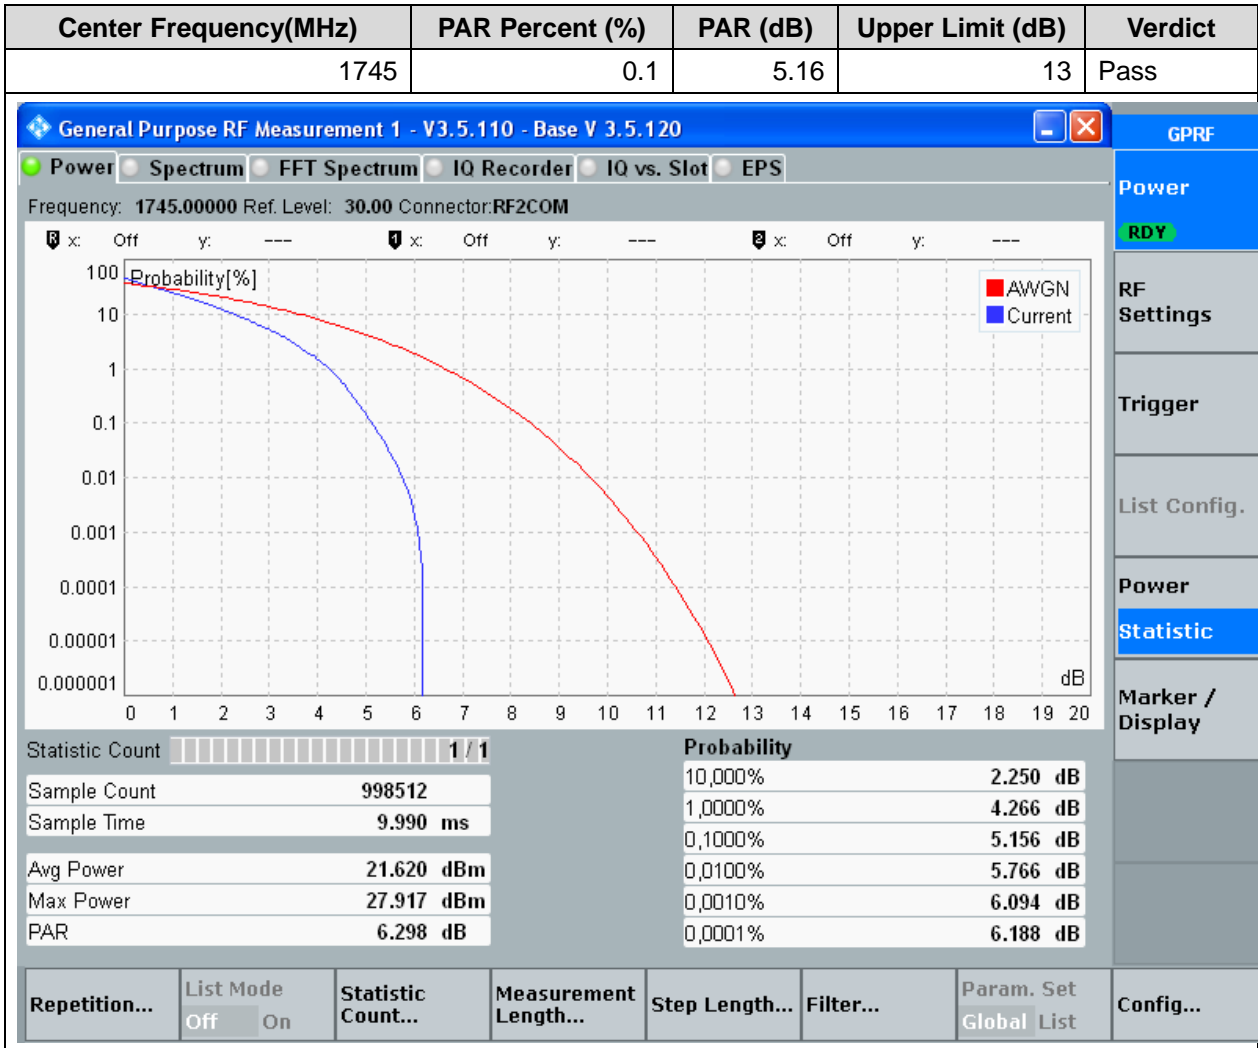 Center Frequency(MHz) PAR Percent (%) PAR (dB) Upper Limit (dB) Verdict
1745 0.1 5.16 13 Pass
General Purpose RF Measurement 1 - V3.5.110 - Base V 3.5.120
GPRF
Power Spectrum FFT Spectrum IQ Recorder IQ vs. Slot EPS
Frequency: 1745.00000 Ref. Level: 30.00 Connector:RF2COM
R x: Off y: --- 1 x: Off y: --- 2 x: Off y: ---
Probability[%]
AWGN
Current
100
10
1
0.1
0.01
0.001
0.0001
0.00001
0.000001
dB
0 1 2 3 4 5 6 7 8 9 10 11 12 13 14 15 16 17 18 19 20
Statistic Count 1 / 1
Sample Count 998512
Sample Time 9.990 ms
Avg Power 21.620 dBm
Max Power 27.917 dBm
PAR 6.298 dB
Probability
10,000% 2.250 dB
1,0000% 4.266 dB
0,1000% 5.156 dB
0,0100% 5.766 dB
0,0010% 6.094 dB
0,0001% 6.188 dB
Power
RDY
RF
Settings
Trigger
List Config.
Power
Statistic
Marker /
Display
Repetition...
List Mode
Off On
Statistic
Count...
Measurement
Length...
Step Length...
Filter...
Param. Set
Global List
Config...